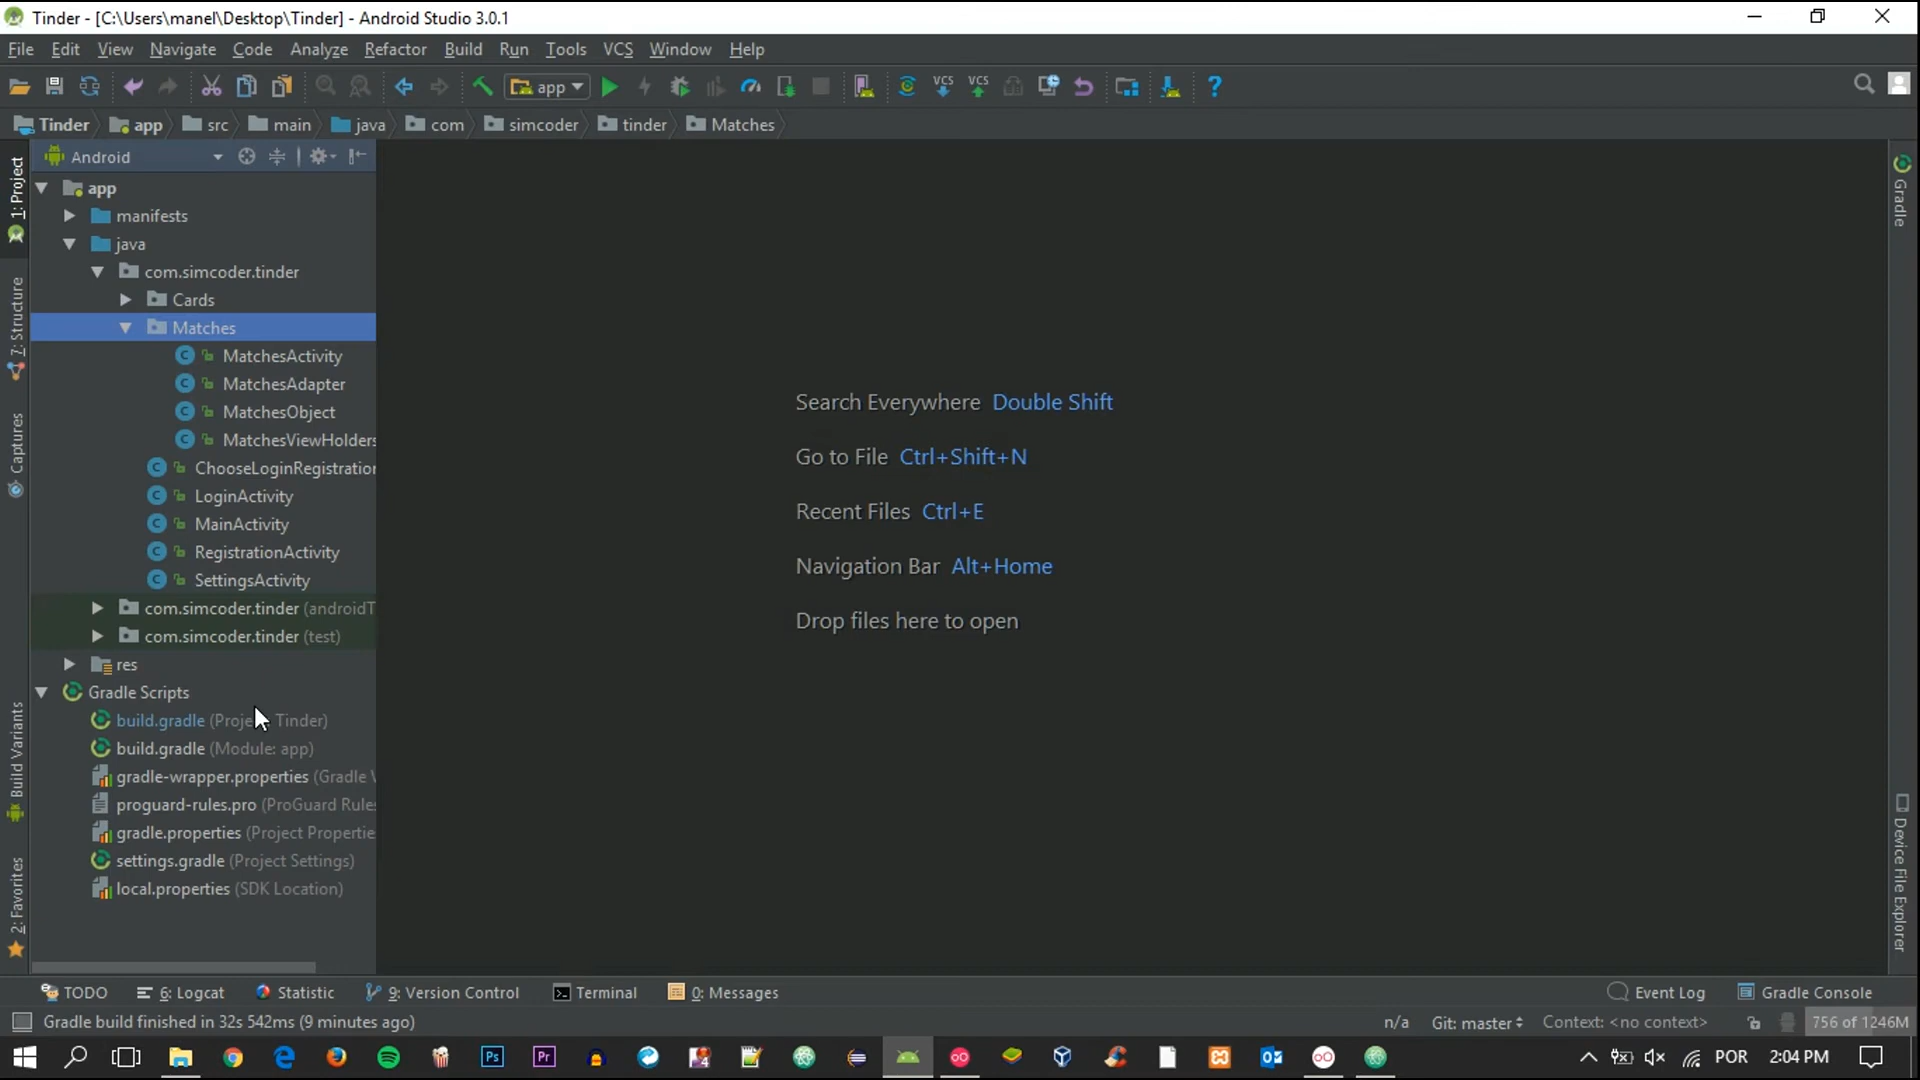 Tinder - [C:\Users\manel\Desktop\Tinder] - Android Studio 3.0.1
File Edit View Navigate Code Analyze Refactor Build Run Tools VCS Window Help
app VCS VCS ?
Tinder app src main java com simcoder tinder Matches
Android
app
manifests
java
com.simcoder.tinder
Cards
Matches
MatchesActivity
MatchesAdapter
MatchesObject
MatchesViewHolders
ChooseLoginRegistration
LoginActivity
MainActivity
RegistrationActivity
SettingsActivity
com.simcoder.tinder (androidT
com.simcoder.tinder (test)
res
Gradle Scripts
build.gradle (Project: Tinder)
build.gradle (Module: app)
gradle-wrapper.properties (Gradle V
proguard-rules.pro (ProGuard Rules
gradle.properties (Project Propertie
settings.gradle (Project Settings)
local.properties (SDK Location)
1: Project
7: Structure
Captures
Build Variants
2: Favorites
Search Everywhere Double Shift
Go to File Ctrl+Shift+N
Recent Files Ctrl+E
Navigation Bar Alt+Home
Drop files here to open
Gradle
Device File Explorer
TODO 6: Logcat Statistic 9: Version Control Terminal 0: Messages Event Log Gradle Console
Gradle build finished in 32s 542ms (9 minutes ago) n/a Git: master Context: <no context> 756 of 1246M
Ps Pr POR 2:04 PM